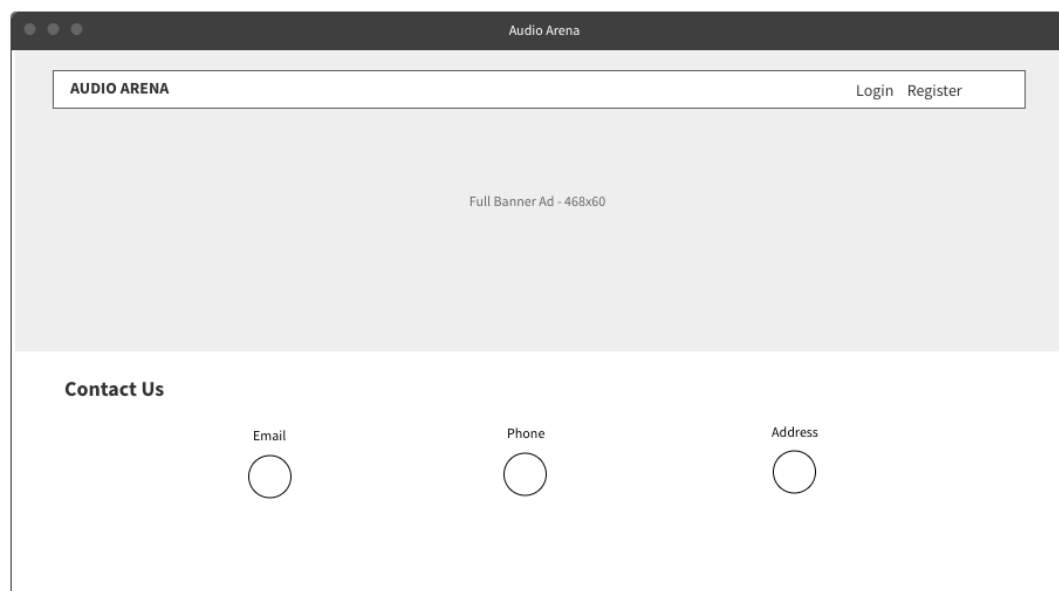 Audio Arena
AUDIO ARENA
Login Register
Full Banner Ad - 468x60
Contact Us
Email
Phone
Address